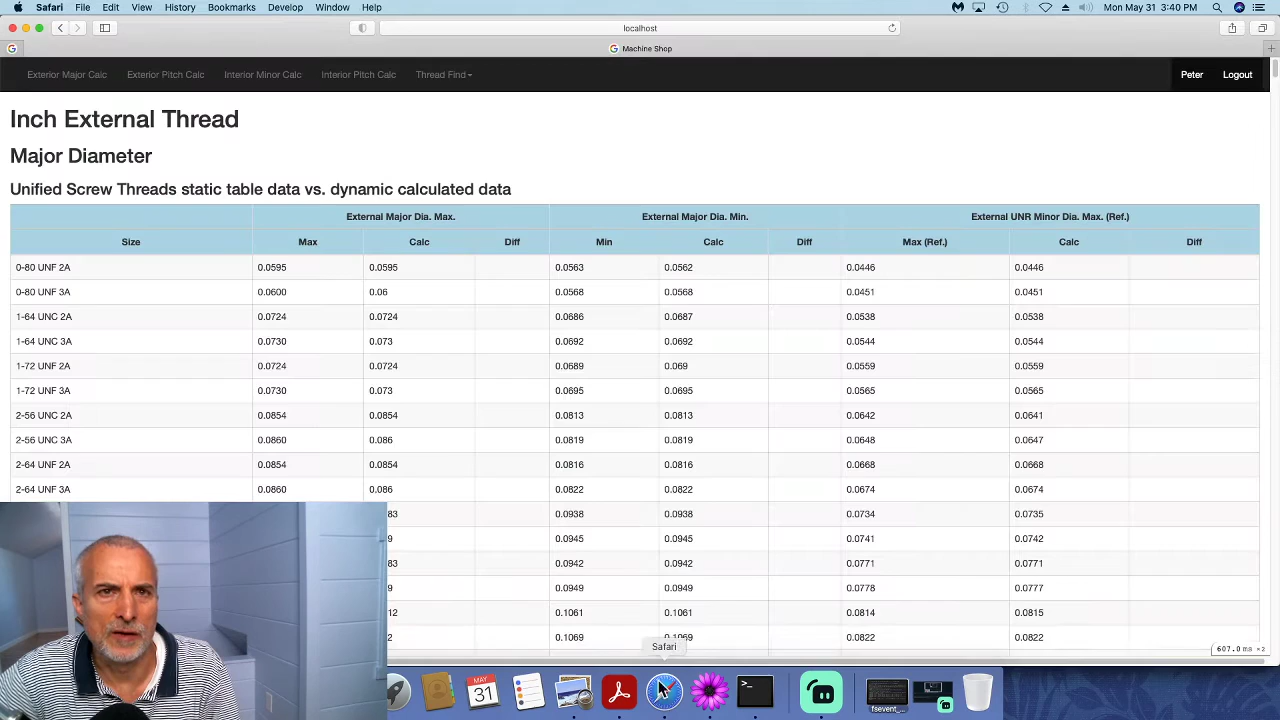 Safari File Edit View History Bookmarks Develop Window Help Mon May 31 3:40 PM
localhost
Machine Shop
Exterior Major Calc Exterior Pitch Calc Interior Minor Calc Interior Pitch Calc Thread Find Peter Logout
Inch External Thread
Major Diameter
Unified Screw Threads static table data vs. dynamic calculated data
External Major Dia. Max. External Major Dia. Min. External UNR Minor Dia. Max. (Ref.)
Size Max Calc Diff Min Calc Diff Max (Ref.) Calc Diff
0-80 UNF 2A 0.0595 0.0595 0.0563 0.0562 0.0446 0.0446
0-80 UNF 3A 0.0600 0.06 0.0568 0.0568 0.0451 0.0451
1-64 UNC 2A 0.0724 0.0724 0.0686 0.0687 0.0538 0.0538
1-64 UNC 3A 0.0730 0.073 0.0692 0.0692 0.0544 0.0544
1-72 UNF 2A 0.0724 0.0724 0.0689 0.069 0.0559 0.0559
1-72 UNF 3A 0.0730 0.073 0.0695 0.0695 0.0565 0.0565
2-56 UNC 2A 0.0854 0.0854 0.0813 0.0813 0.0642 0.0641
2-56 UNC 3A 0.0860 0.086 0.0819 0.0819 0.0648 0.0647
2-64 UNF 2A 0.0854 0.0854 0.0816 0.0816 0.0668 0.0668
2-64 UNF 3A 0.0860 0.086 0.0822 0.0822 0.0674 0.0674
83 0.0938 0.0938 0.0734 0.0735
9 0.0945 0.0945 0.0741 0.0742
83 0.0942 0.0942 0.0771 0.0771
9 0.0949 0.0949 0.0778 0.0777
12 0.1061 0.1061 0.0814 0.0815
2 0.1069 0.1069 0.0822 0.0822
Safari
607.0 ms ×2
MAY
31
fsevent_...